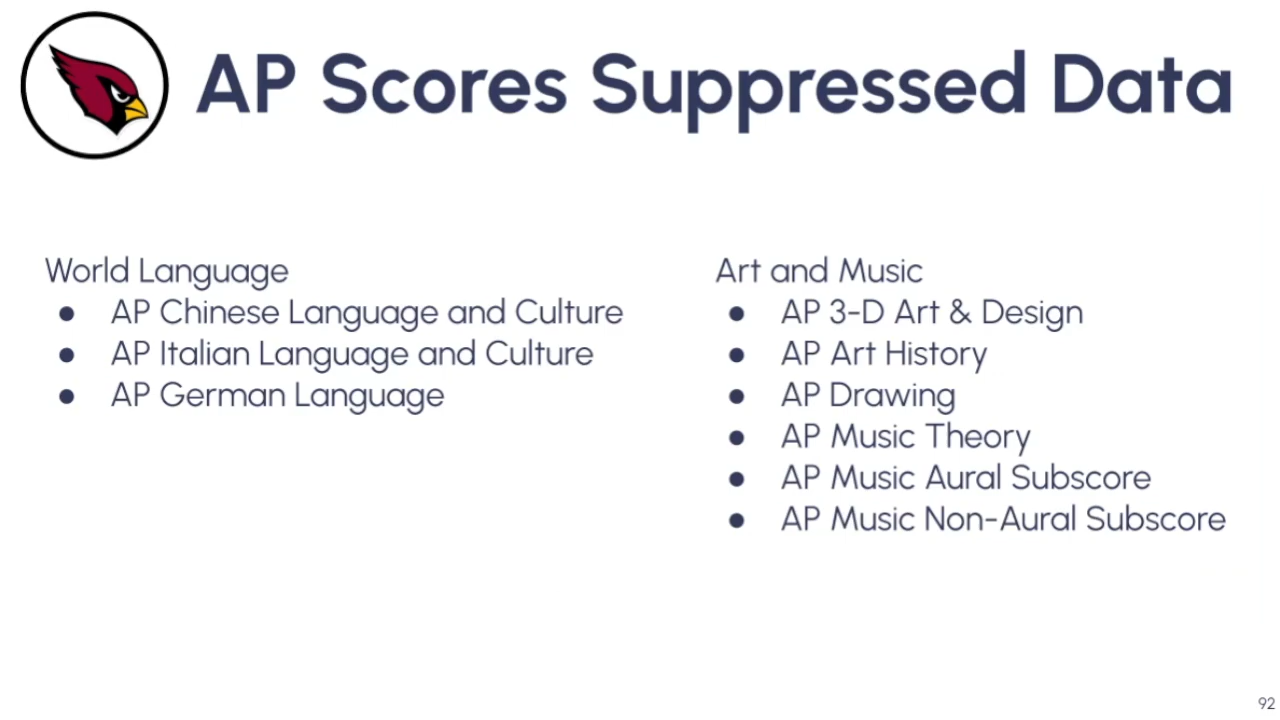 AP Scores Suppressed Data
World Language
● AP Chinese Language and Culture
● AP Italian Language and Culture
● AP German Language
Art and Music
● AP 3-D Art & Design
● AP Art History
● AP Drawing
● AP Music Theory
● AP Music Aural Subscore
● AP Music Non-Aural Subscore
92